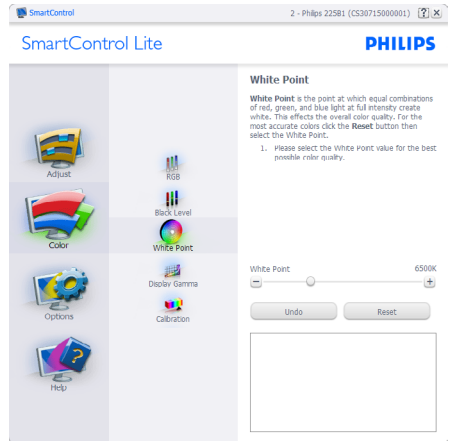 SmartControl
2 - Philips 225B1 (CS30715000001)
SmartControl Lite
PHILIPS
Adjust
Color
Options
Help
RGB
Black Level
White Point
Display Gamma
Calibration
White Point
White Point is the point at which equal combinations
of red, green, and blue light at full intensity create
white. This effects the overall color quality. For the
most accurate colors click the Reset button then
select the White Point.
1. Please select the White Point value for the best
possible color quality.
White Point 6500K
Undo Reset